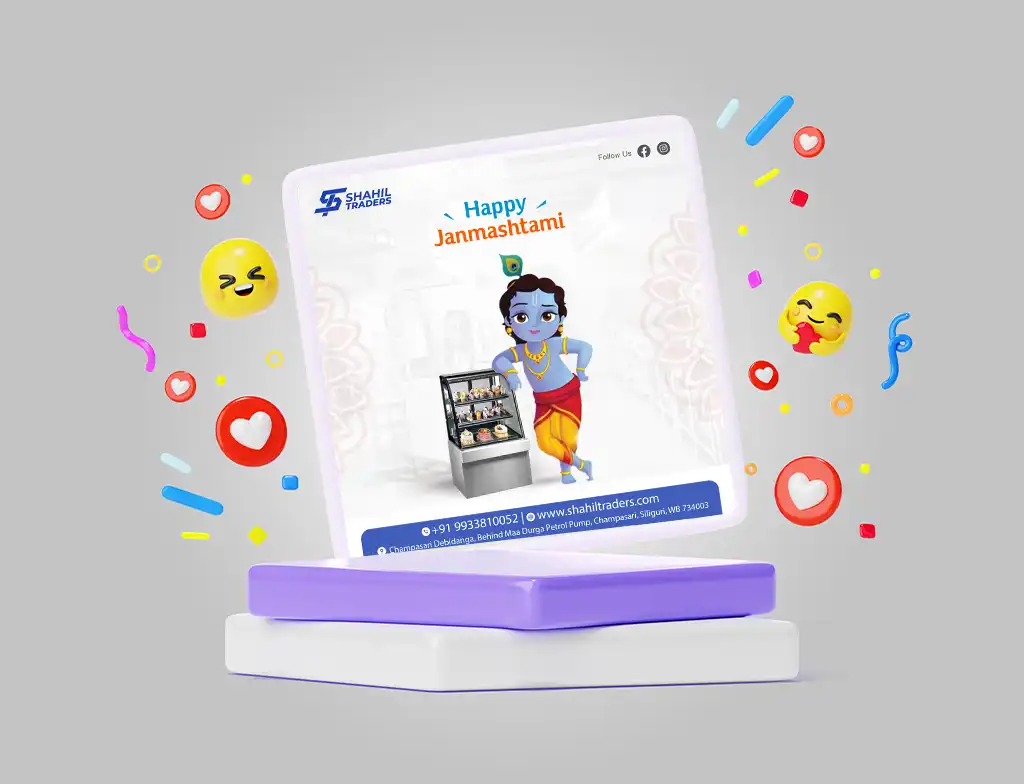 Follow Us
SHAHIL
TRADERS
Happy
Janmashtami
+91 9933810052 | www.shahiltraders.com
Champasari Debidanga, Behind Maa Durga Petrol Pump, Champasari, Siliguri, WB 734003